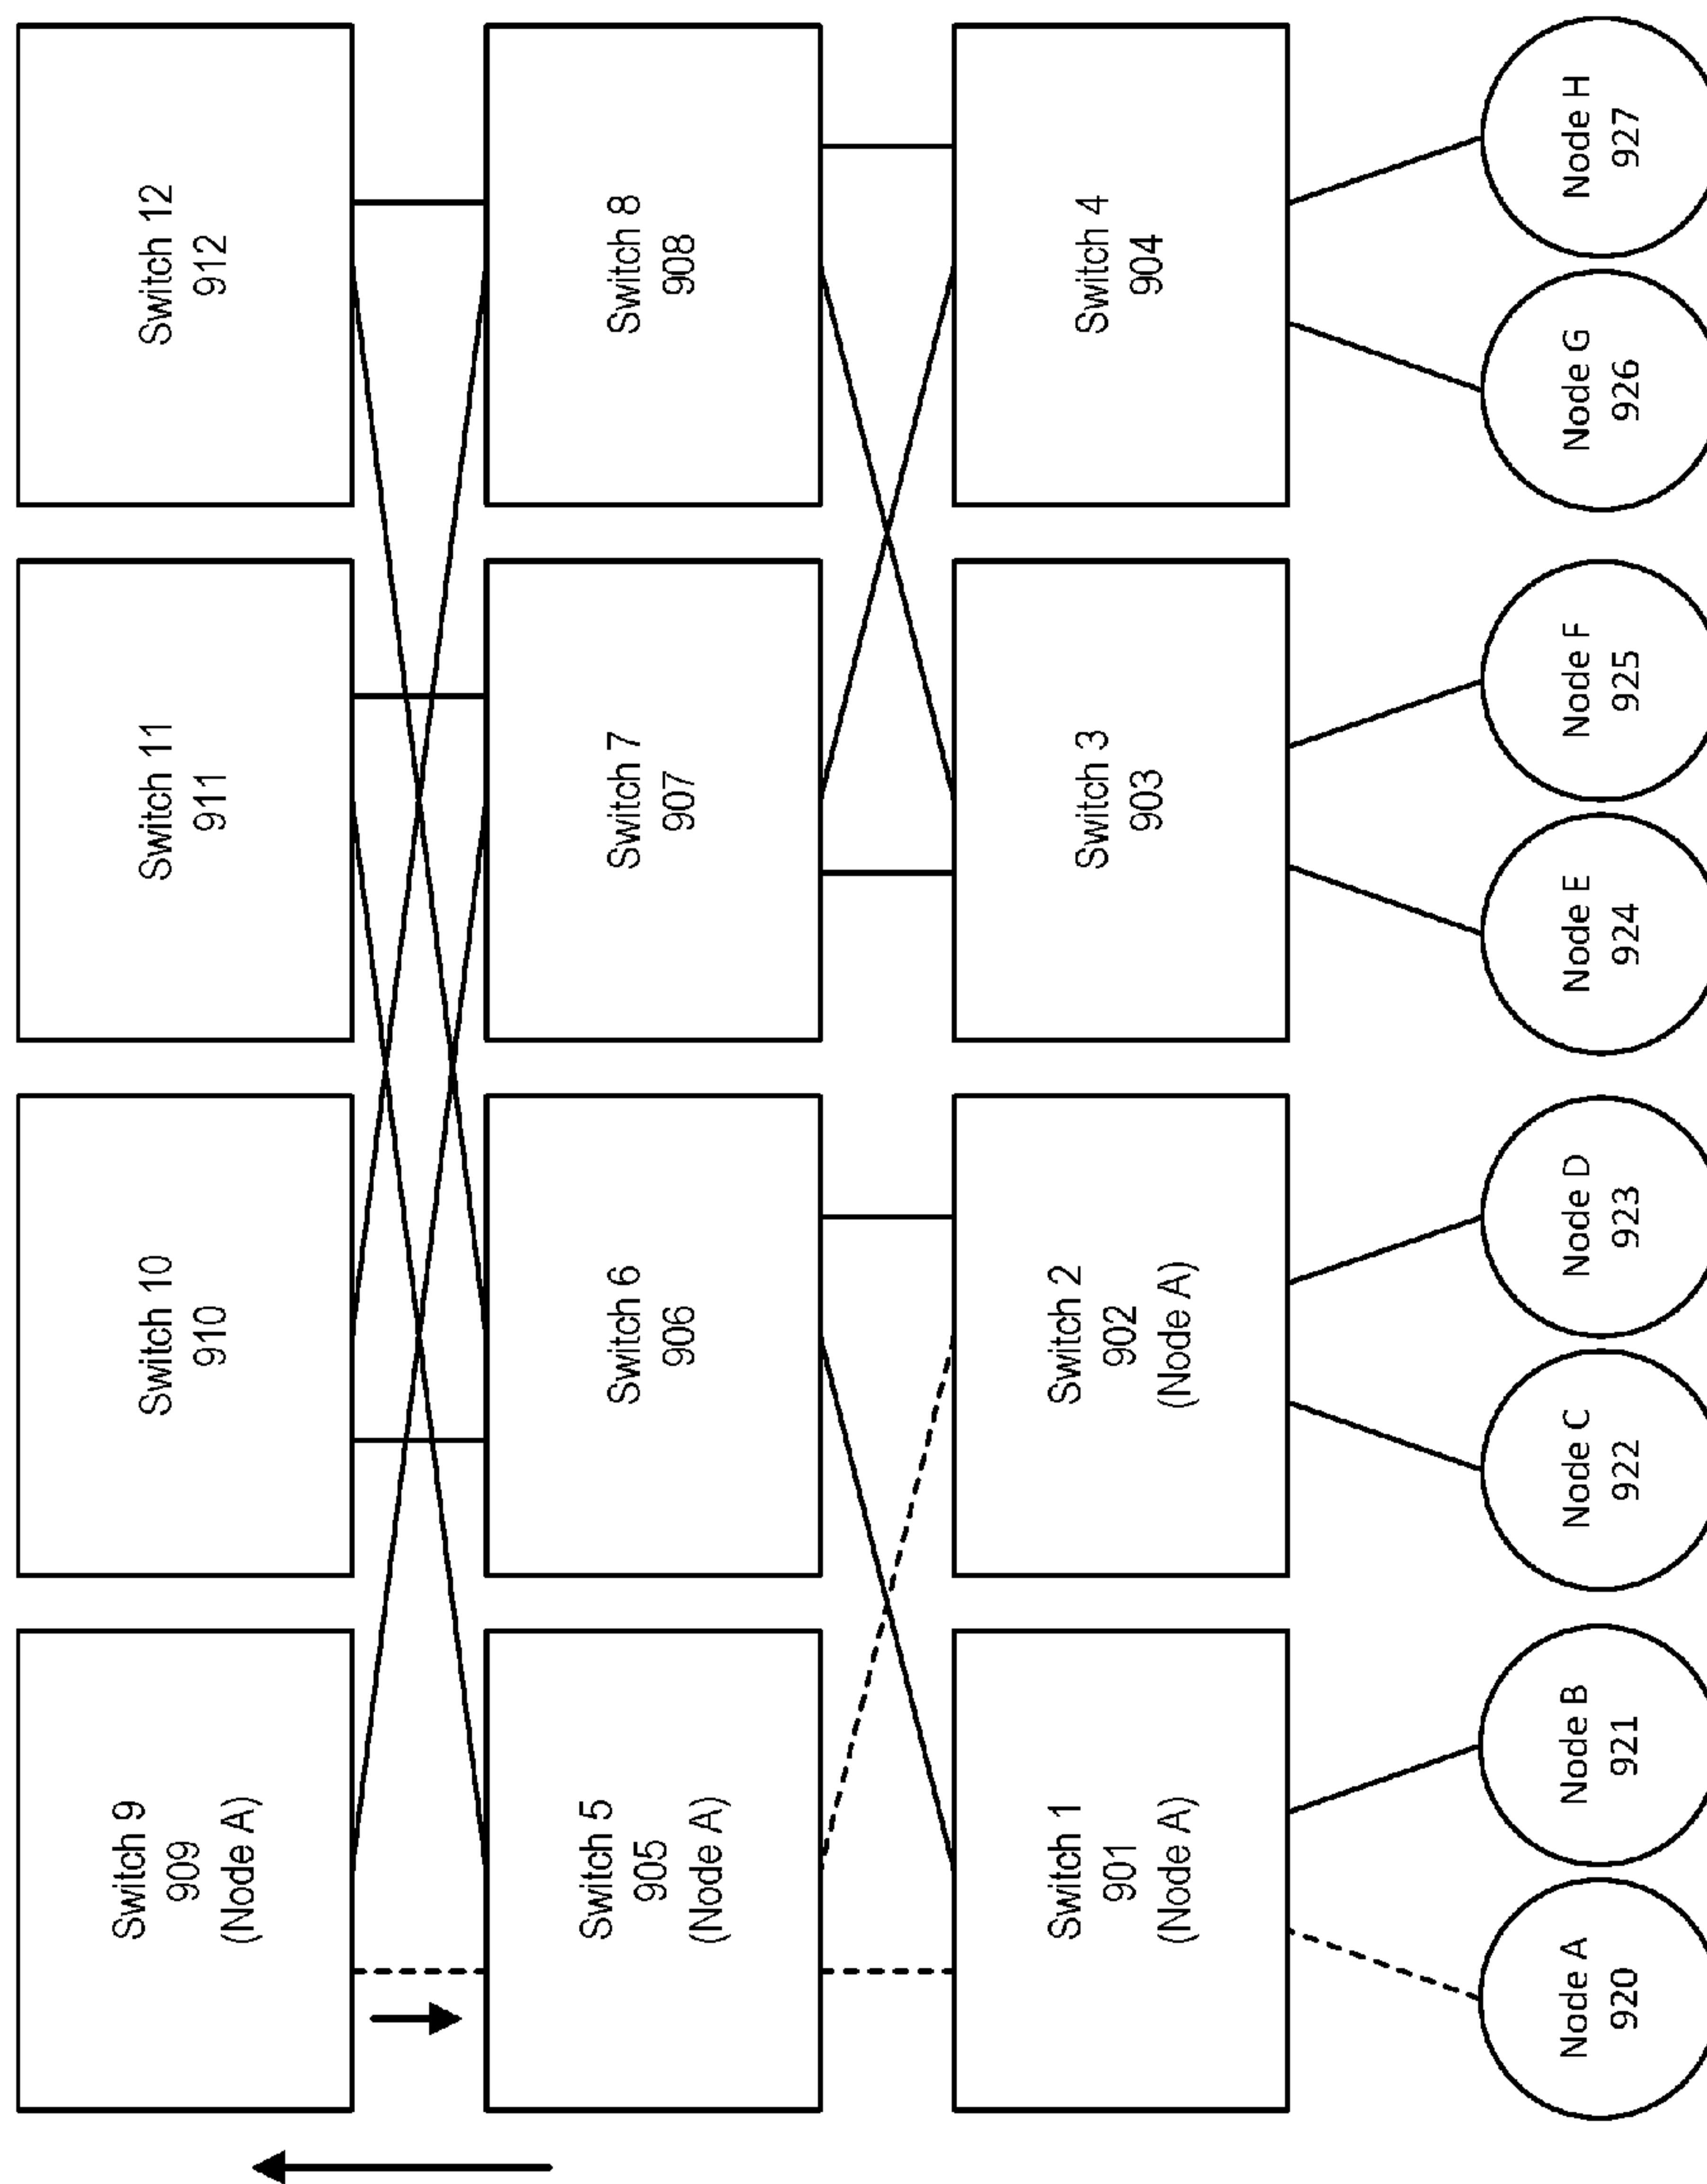 Switch 9
909
(Node A)
Switch 10
910
Switch 11
911
Switch 12
912
Switch 5
905
(Node A)
Switch 6
906
Switch 7
907
Switch 8
908
Switch 1
901
(Node A)
Switch 2
902
(Node A)
Switch 3
903
Switch 4
904
Node A
920
Node B
921
Node C
922
Node D
923
Node E
924
Node F
925
Node G
926
Node H
927